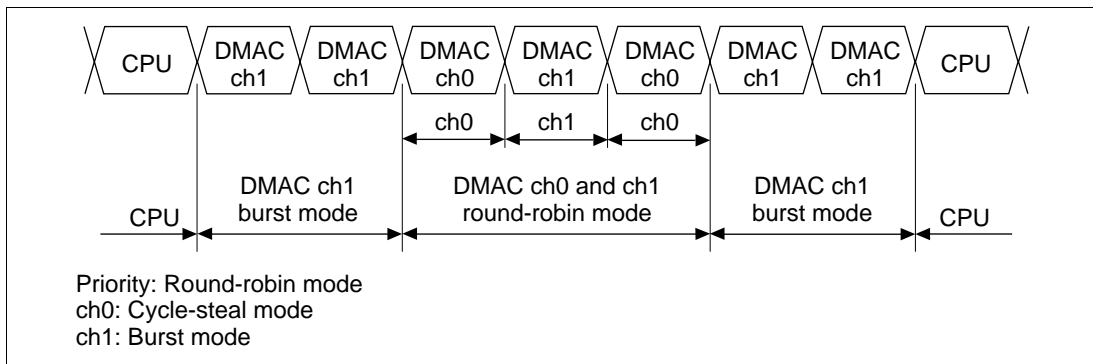 CPU
DMAC
ch1
DMAC
ch1
DMAC
ch0
DMAC
ch1
DMAC
ch0
DMAC
ch1
DMAC
ch1
CPU
ch0
ch1
ch0
DMAC ch1
burst mode
DMAC ch0 and ch1
round-robin mode
DMAC ch1
burst mode
CPU
CPU
Priority: Round-robin mode
ch0: Cycle-steal mode
ch1: Burst mode